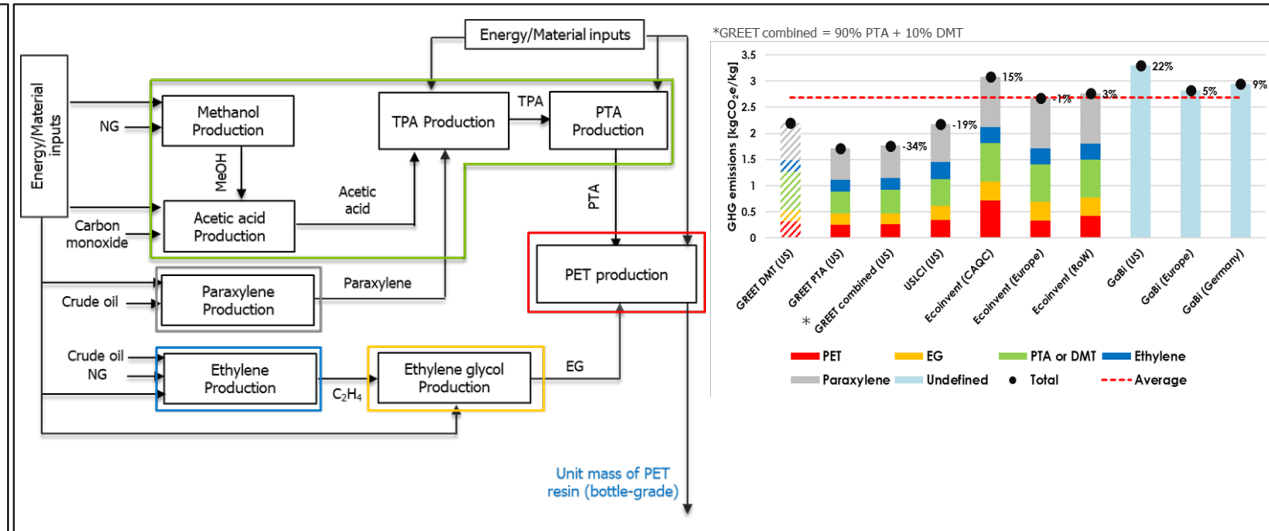 Energy/Material inputs
Energy/Material
inputs
NG
Methanol
Production
MeOH
Carbon
monoxide
Acetic acid
Production
Acetic
acid
TPA Production
TPA
PTA
Production
PTA
Crude oil
Paraxylene
Production
Paraxylene
PET production
Crude oil
NG
Ethylene
Production
C₂H₄
Ethylene glycol
Production
EG
Unit mass of PET
resin (bottle-grade)
*GREET combined = 90% PTA + 10% DMT
GHG emissions [kgCO₂e/kg]
3.5
3
2.5
2
1.5
1
0.5
0
-34%
-19%
15%
-1%
3%
22%
5%
9%
GREET DMT (US)
GREET PTA (US)
* GREET combined (US)
USLCI (US)
Ecoinvent (CAQC)
Ecoinvent (Europe)
Ecoinvent (RoW)
GaBi (US)
GaBi (Europe)
GaBi (Germany)
PET EG PTA or DMT Ethylene
Paraxylene Undefined Total Average